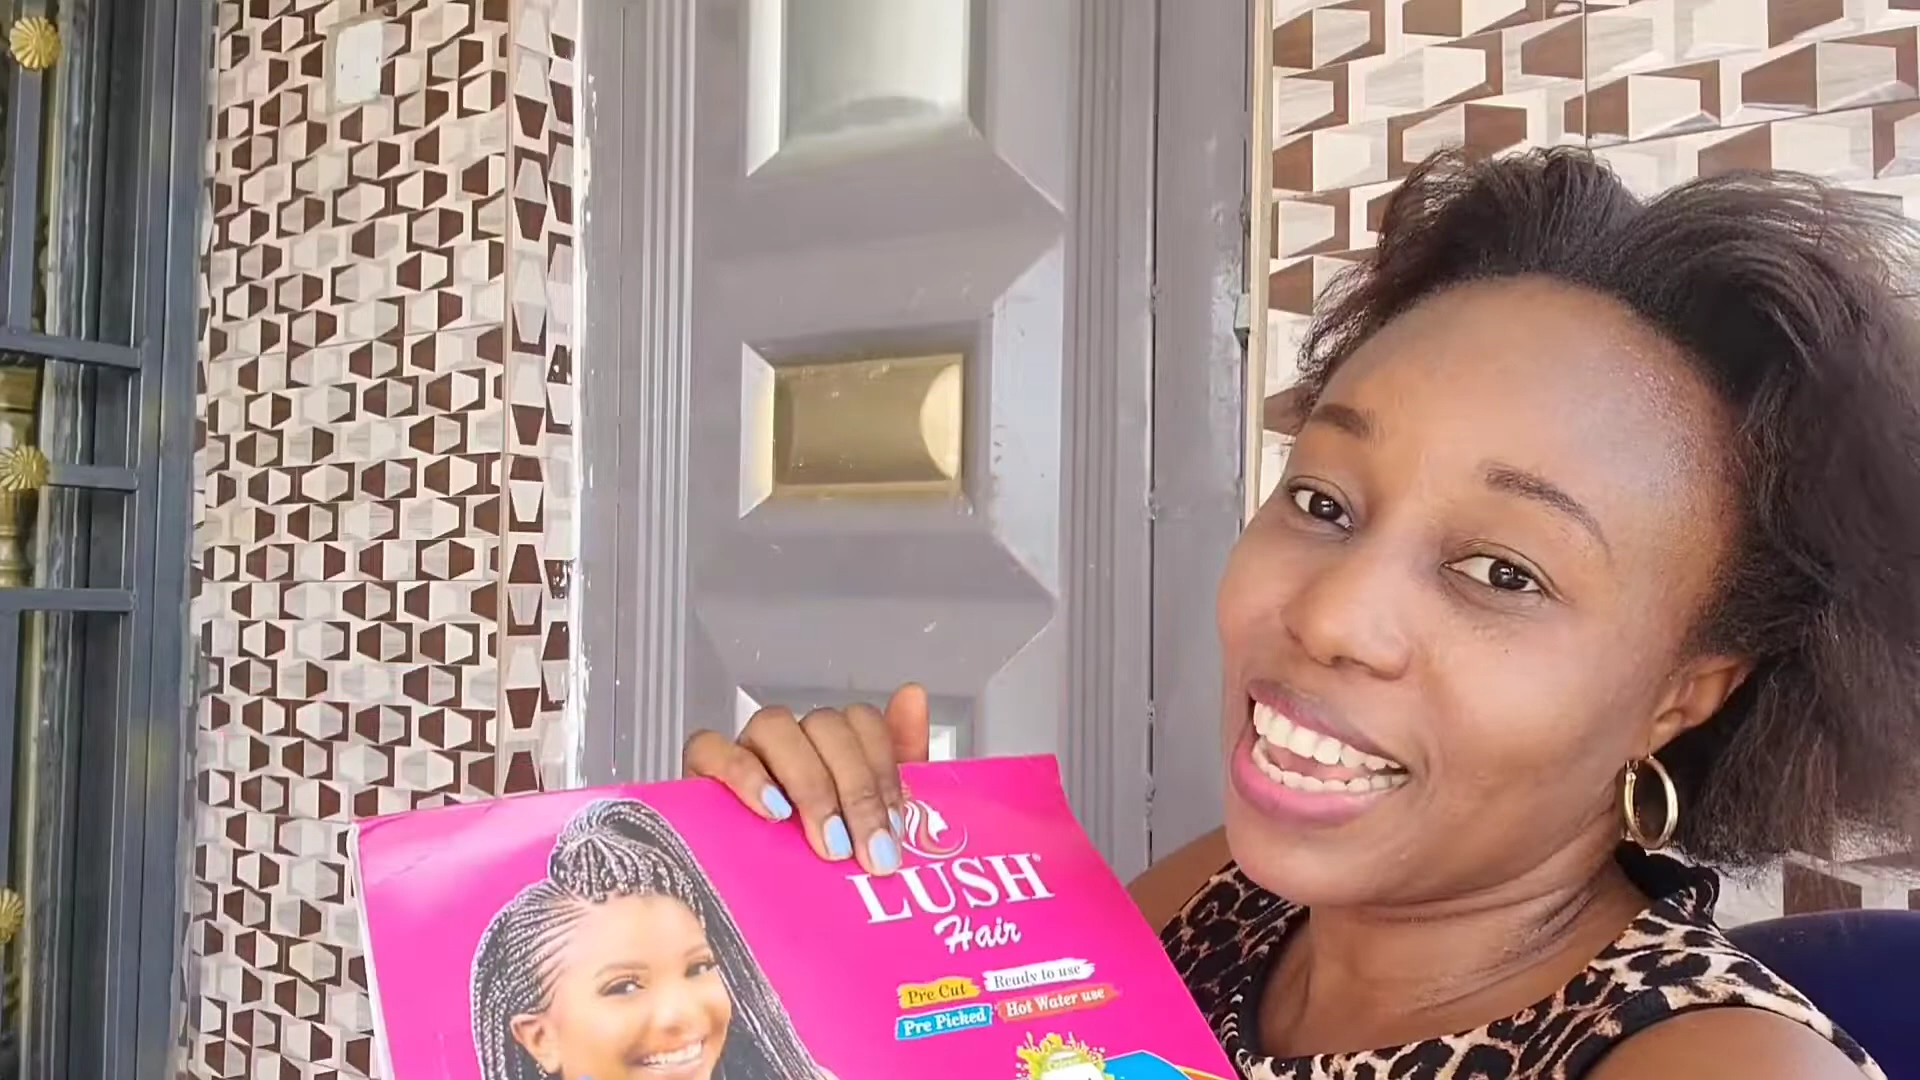 LUSH®
Hair
Pre Cut
Ready to use
Pre Picked
Hot Water use